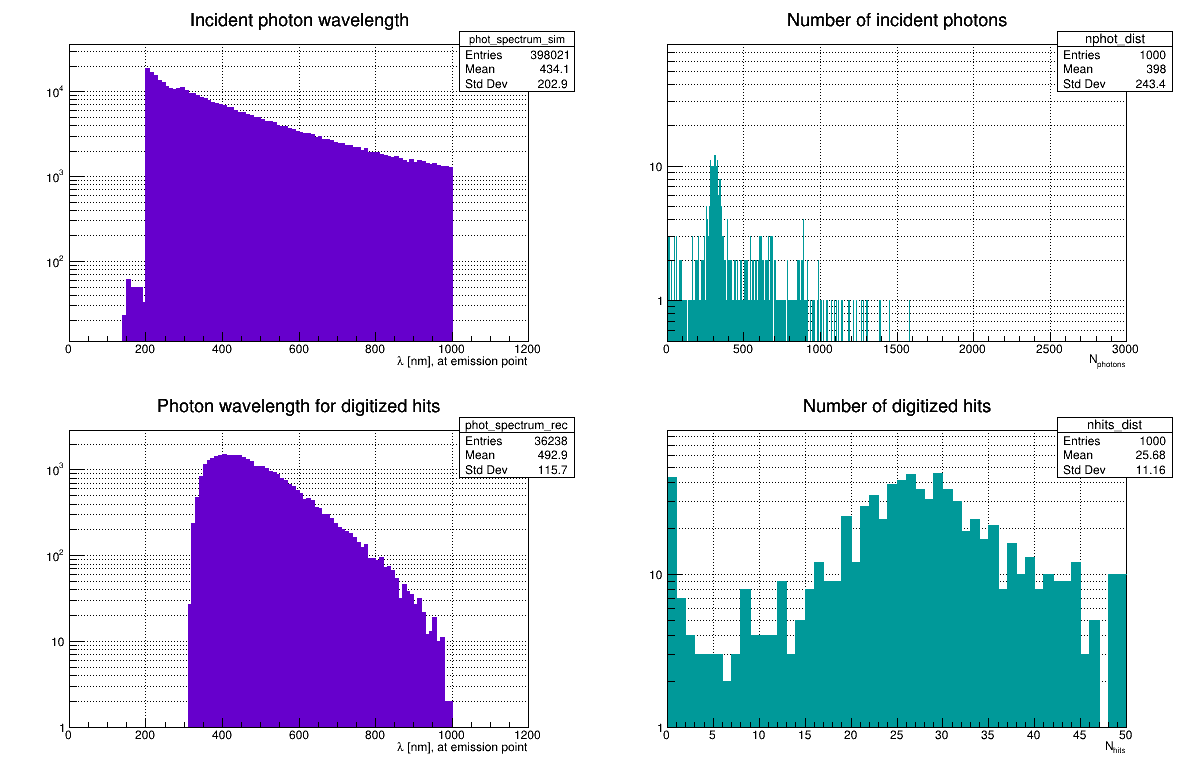 Incident photon wavelength
phot_spectrum_sim
Entries 398021
Mean 434.1
Std Dev 202.9
10^4
10^3
10^2
0 200 400 600 800 1000 1200
λ [nm], at emission point
Number of incident photons
nphot_dist
Entries 1000
Mean 398
Std Dev 243.4
10
1
0 500 1000 1500 2000 2500 3000
N_photons
Photon wavelength for digitized hits
phot_spectrum_rec
Entries 36238
Mean 492.9
Std Dev 115.7
10^3
10^2
10
1
0 200 400 600 800 1000 1200
λ [nm], at emission point
Number of digitized hits
nhits_dist
Entries 1000
Mean 25.68
Std Dev 11.16
10
1
0 5 10 15 20 25 30 35 40 45 50
N_hits